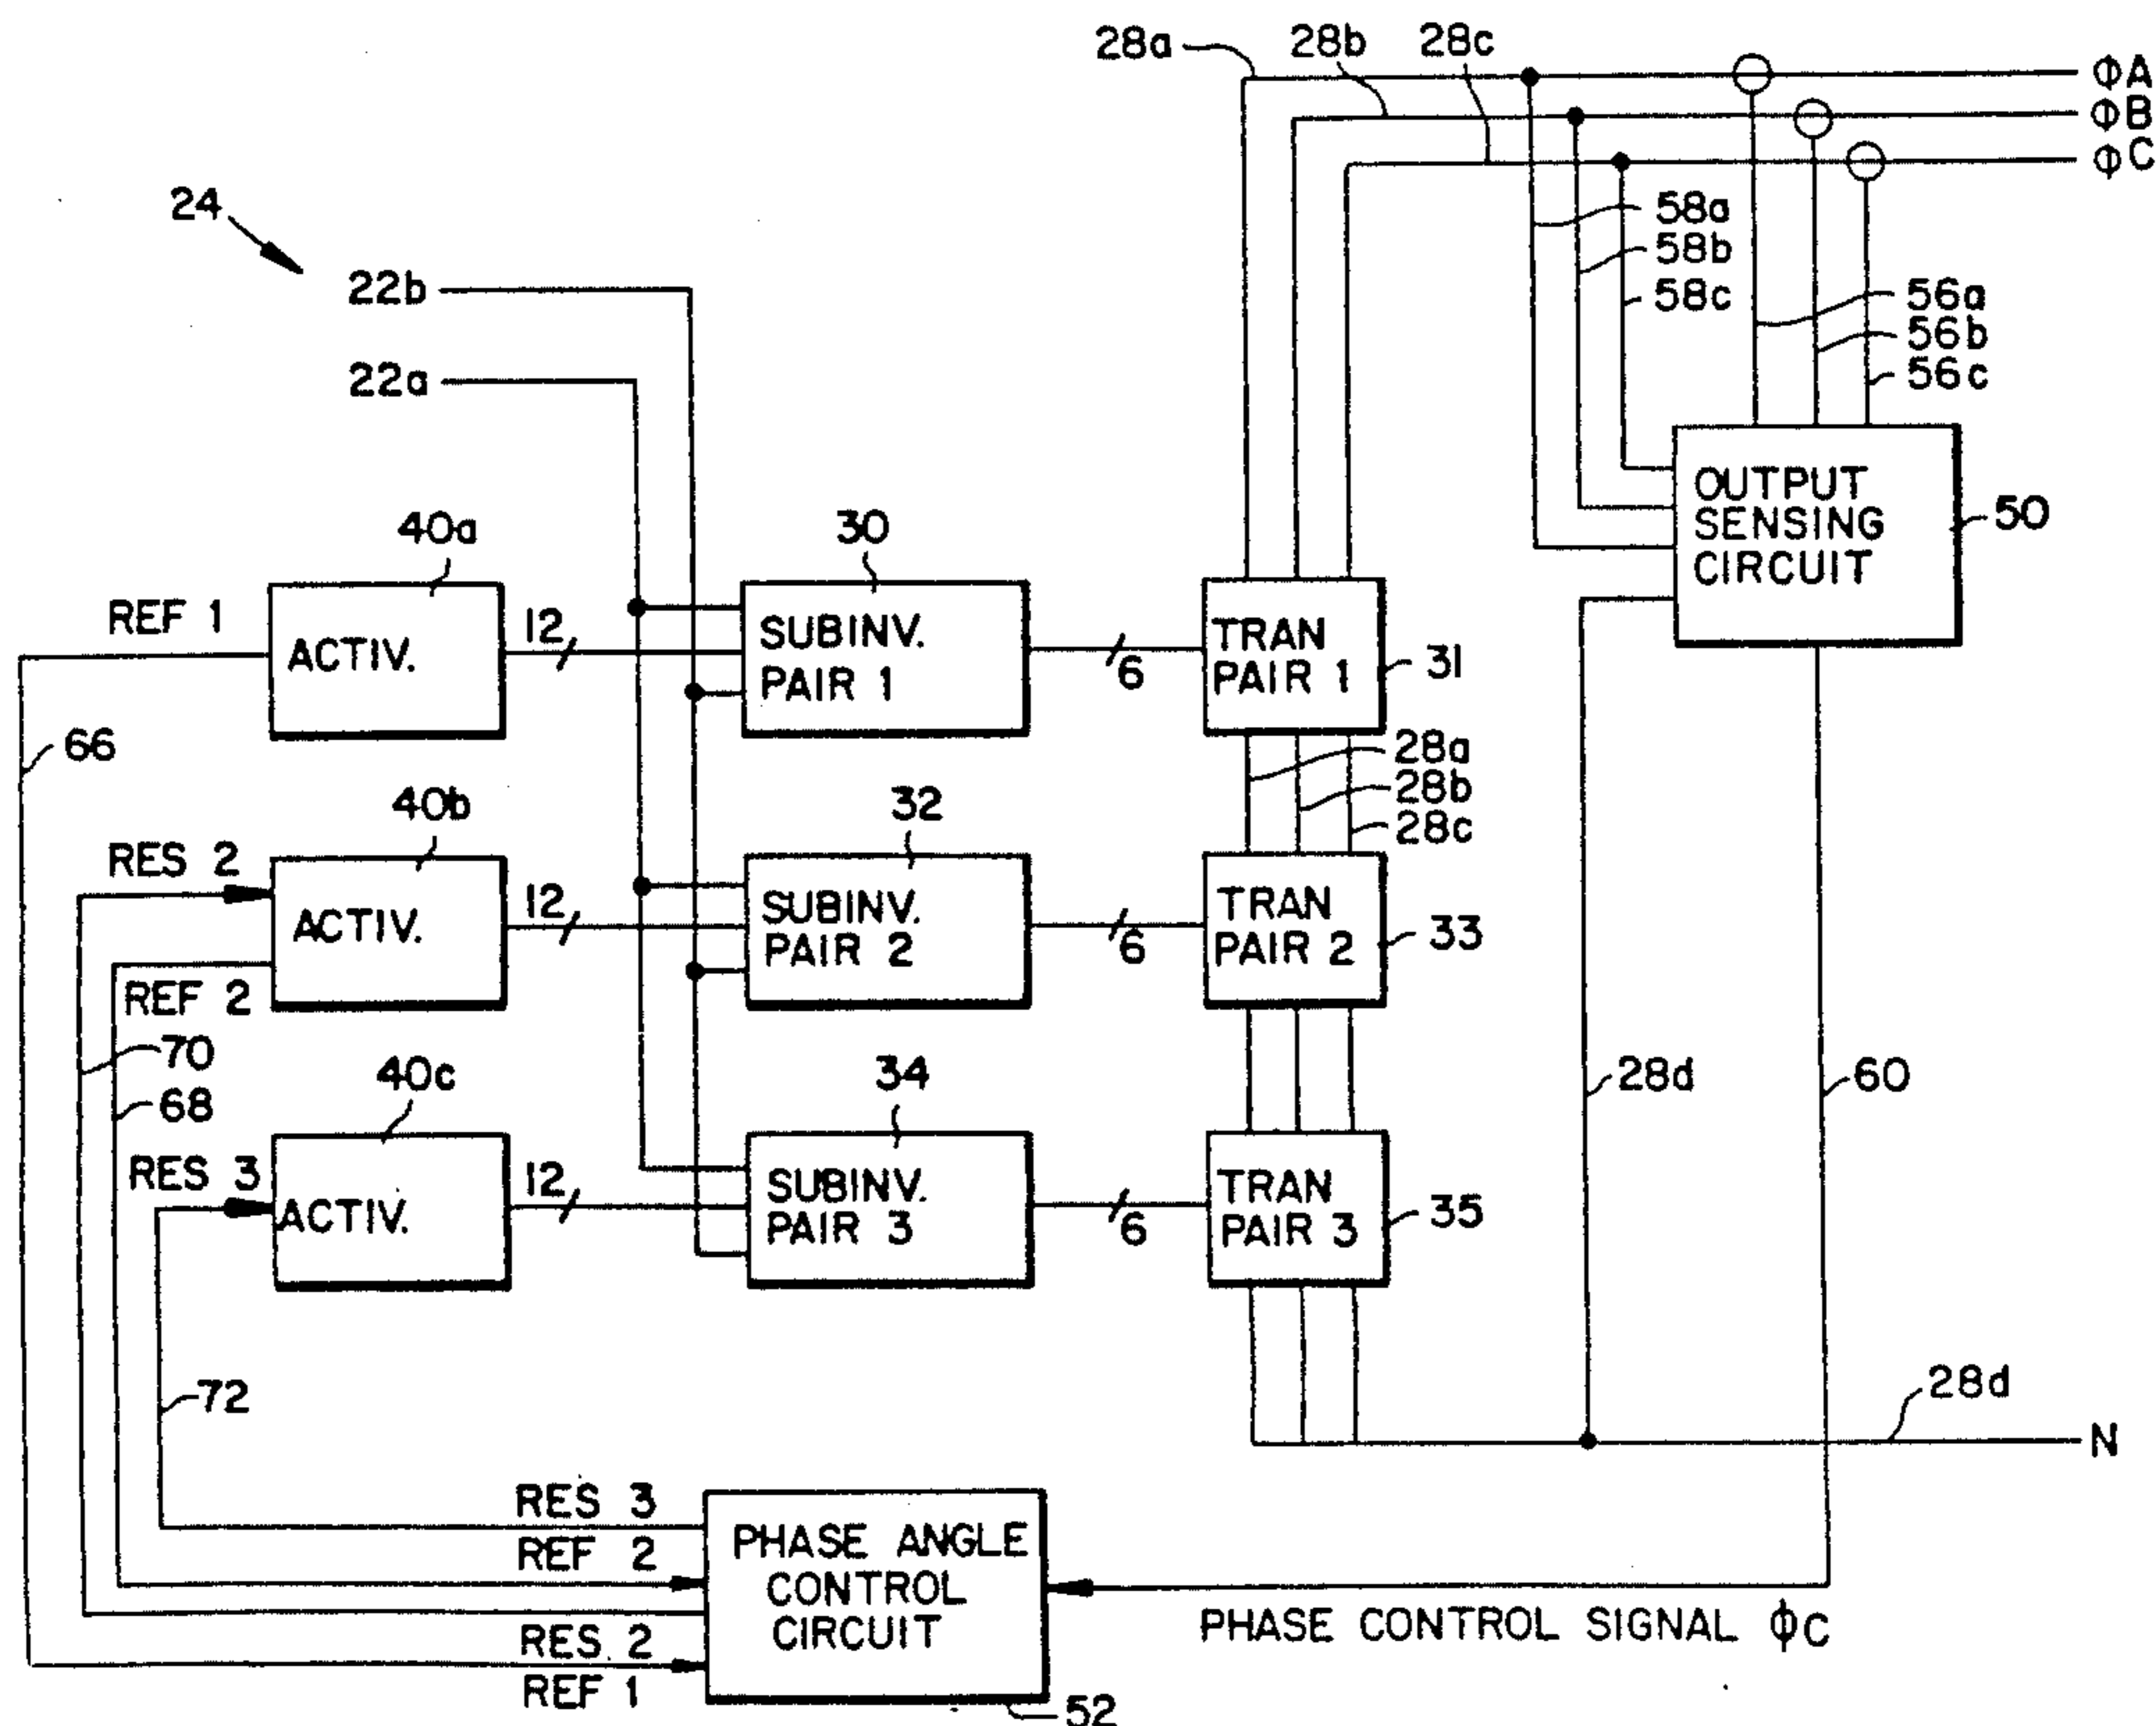 28a
28b
28c
ϕA
ϕB
ϕC
24
22b
22a
58a
58b
58c
56a
56b
56c
OUTPUT
SENSING
CIRCUIT
50
40a
30
REF 1
ACTIV.
12
SUBINV.
PAIR 1
6
TRAN
PAIR 1
31
66
28a
28b
28c
40b
32
RES 2
ACTIV.
12
SUBINV.
PAIR 2
6
TRAN
PAIR 2
33
REF 2
70
68
40c
34
28d
60
RES 3
ACTIV.
12
SUBINV.
PAIR 3
6
TRAN
PAIR 3
35
72
28d
N
RES 3
REF 2
RES 2
REF 1
PHASE ANGLE
CONTROL
CIRCUIT
PHASE CONTROL SIGNAL ϕC
52